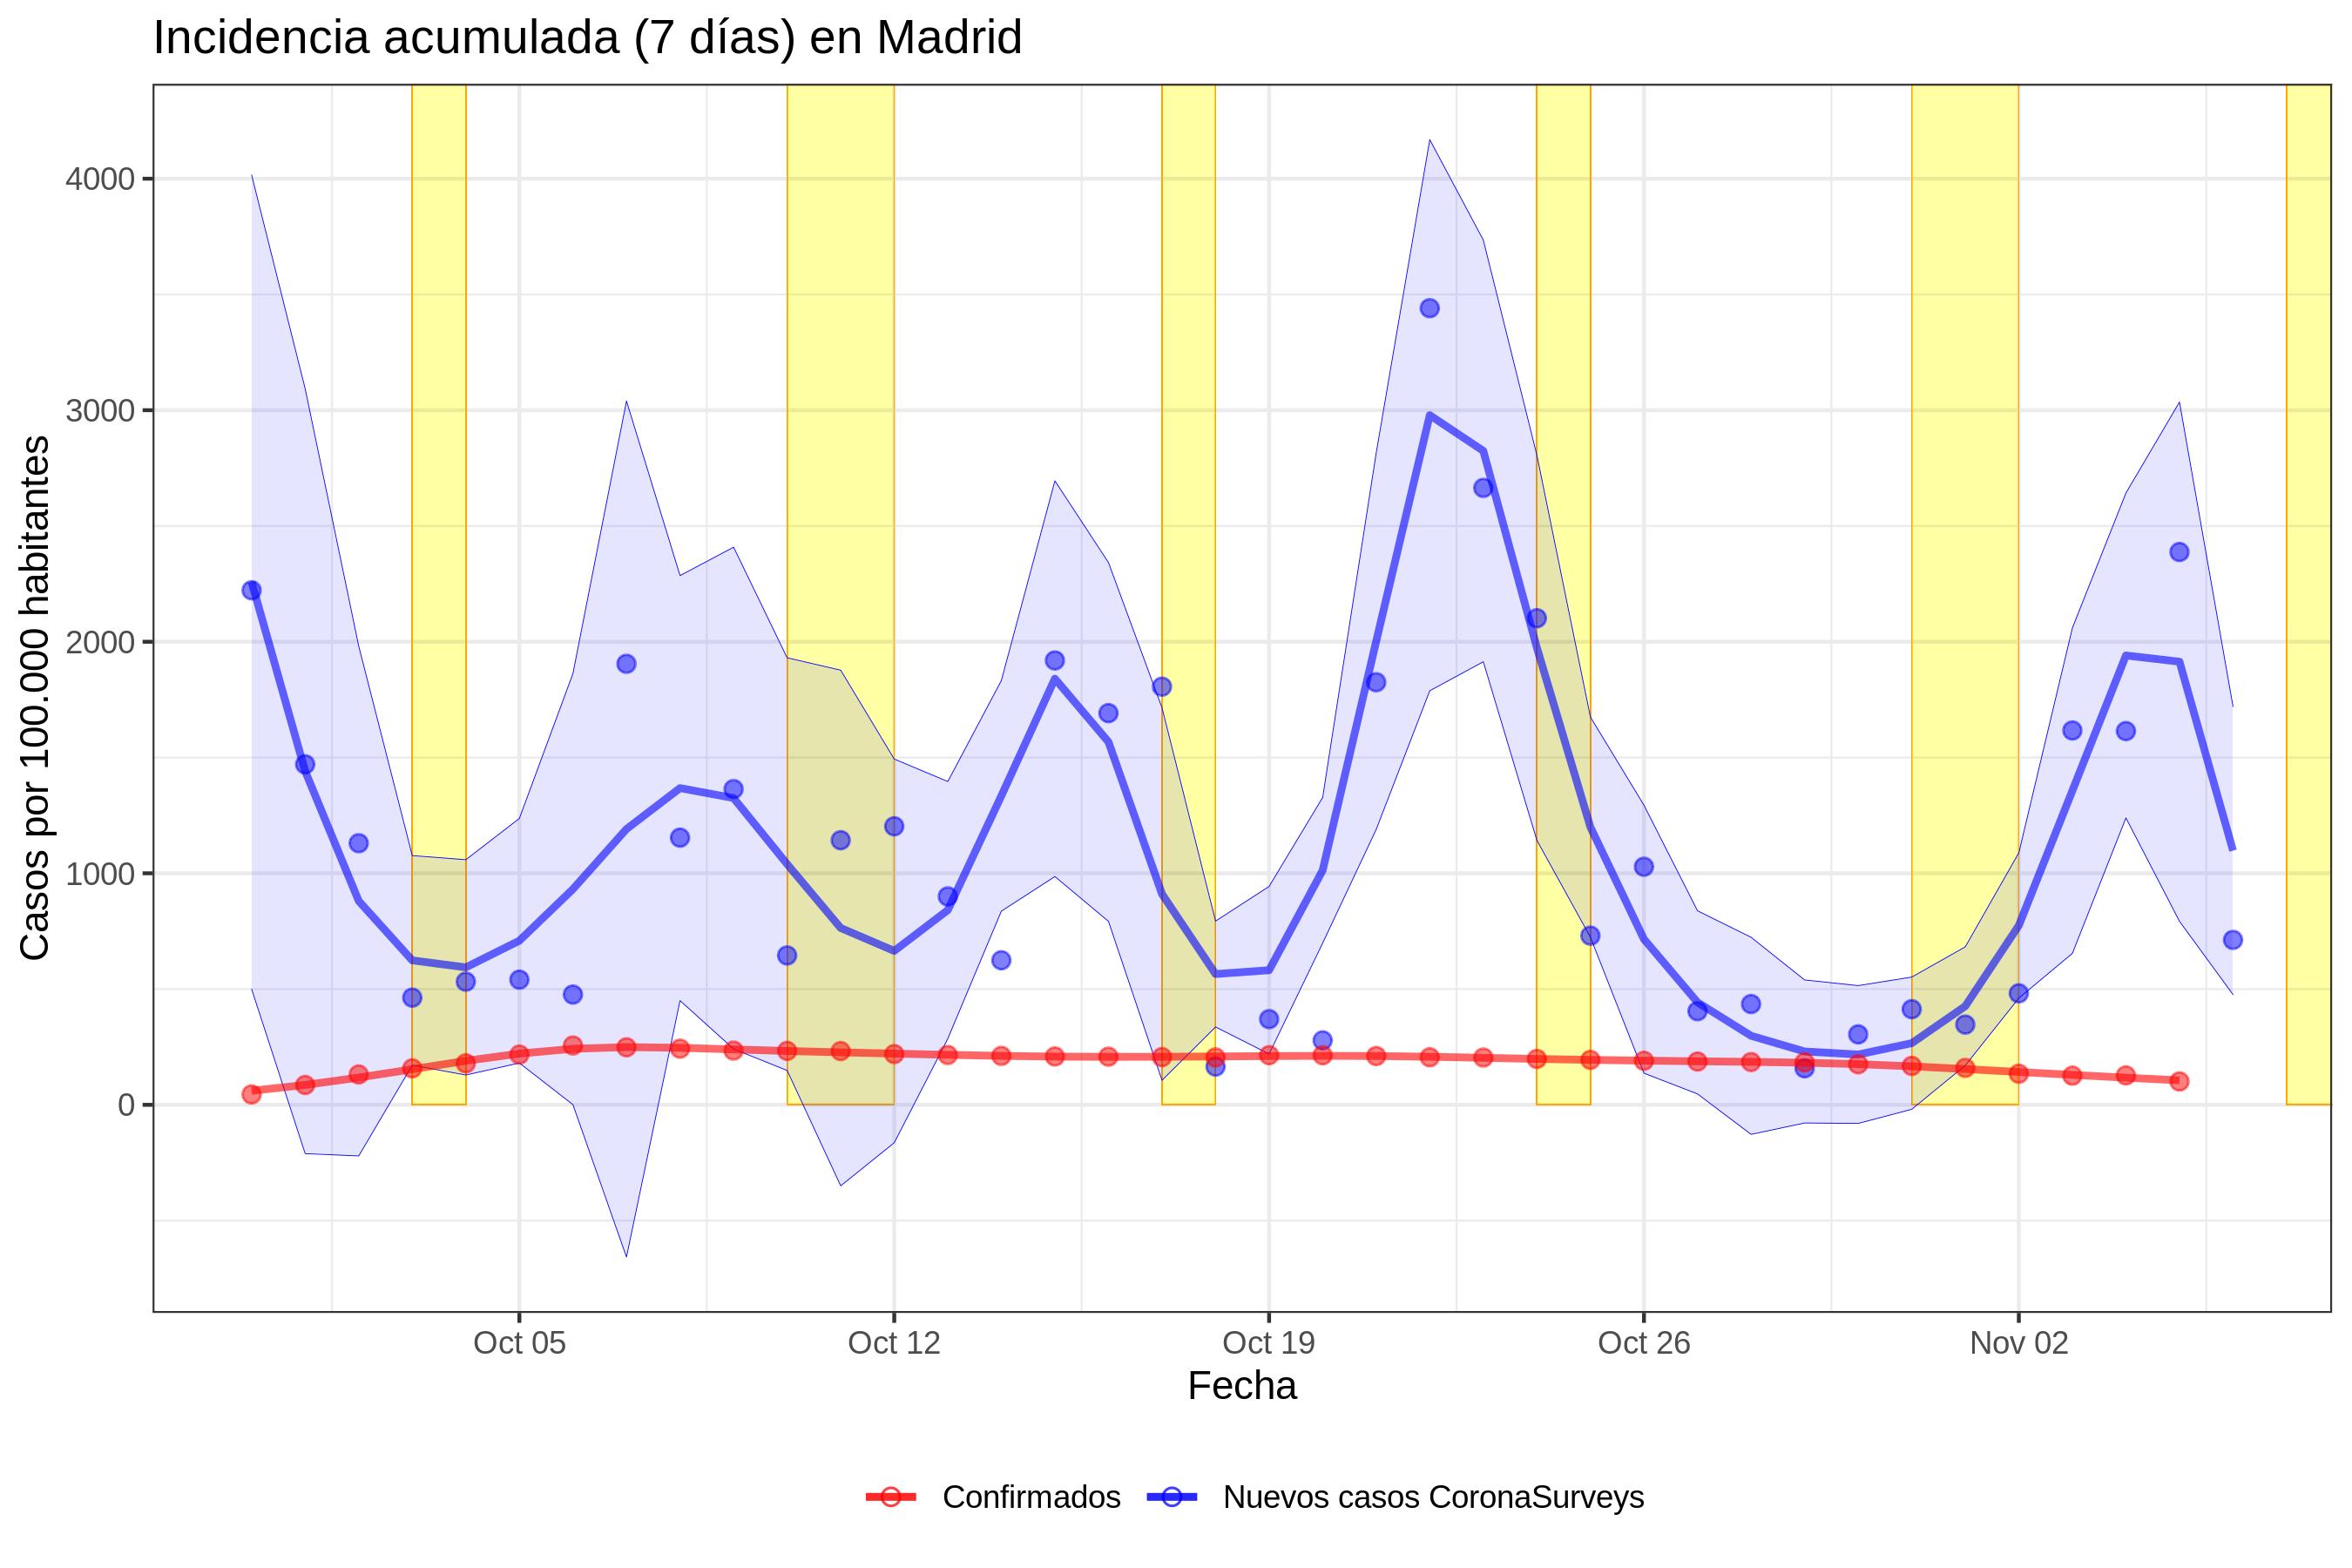 Incidencia acumulada (7 días) en Madrid
Casos por 100.000 habitantes
4000
3000
2000
1000
0
Oct 05
Oct 12
Oct 19
Oct 26
Nov 02
Fecha
Confirmados
Nuevos casos CoronaSurveys